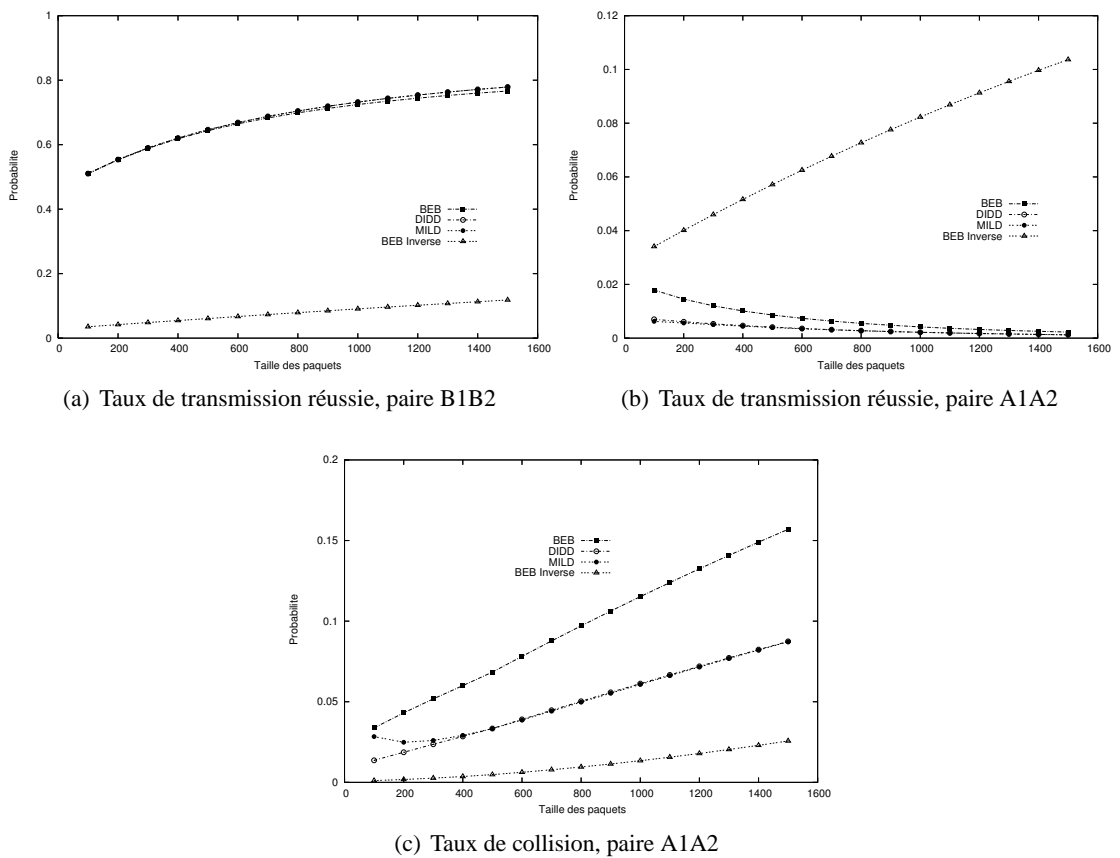 1
0.8
0.6
0.4
0.2
0
Probabilite
BEB
DIDD
MILD
BEB Inverse
0 200 400 600 800 1000 1200 1400 1600
Taille des paquets
(a) Taux de transmission réussie, paire B1B2
0.12
0.1
0.08
0.06
0.04
0.02
0
Probabilite
BEB
DIDD
MILD
BEB Inverse
0 200 400 600 800 1000 1200 1400 1600
Taille des paquets
(b) Taux de transmission réussie, paire A1A2
0.2
0.15
0.1
0.05
0
Probabilite
BEB
DIDD
MILD
BEB Inverse
0 200 400 600 800 1000 1200 1400 1600
Taille des paquets
(c) Taux de collision, paire A1A2